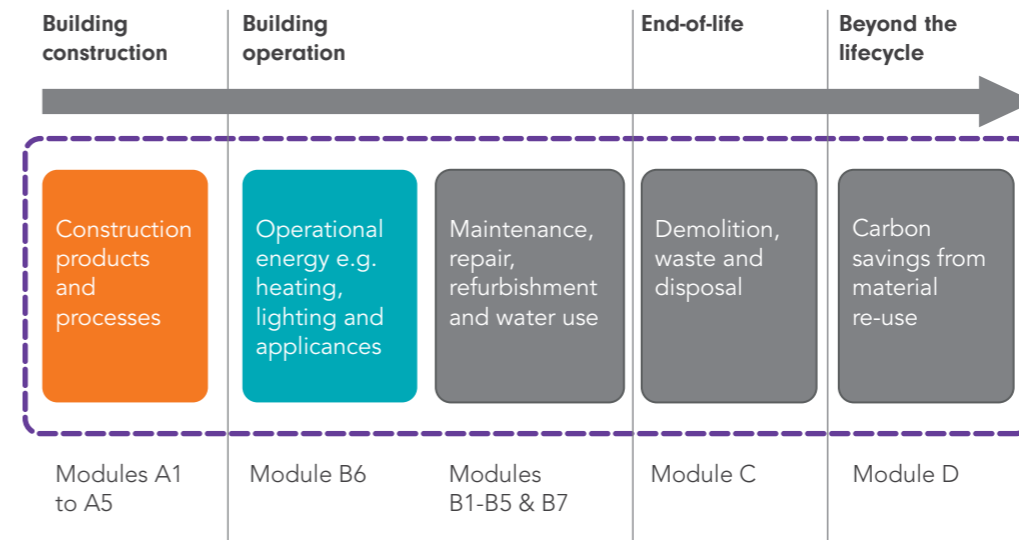 Building
construction
Building
operation
End-of-life
Beyond the
lifecycle
Construction
products
and
processes
Operational
energy e.g.
heating,
lighting and
applicances
Maintenance,
repair,
refurbishment
and water use
Demolition,
waste and
disposal
Carbon
savings from
material
re-use
Modules A1
to A5
Module B6
Modules
B1-B5 & B7
Module C
Module D